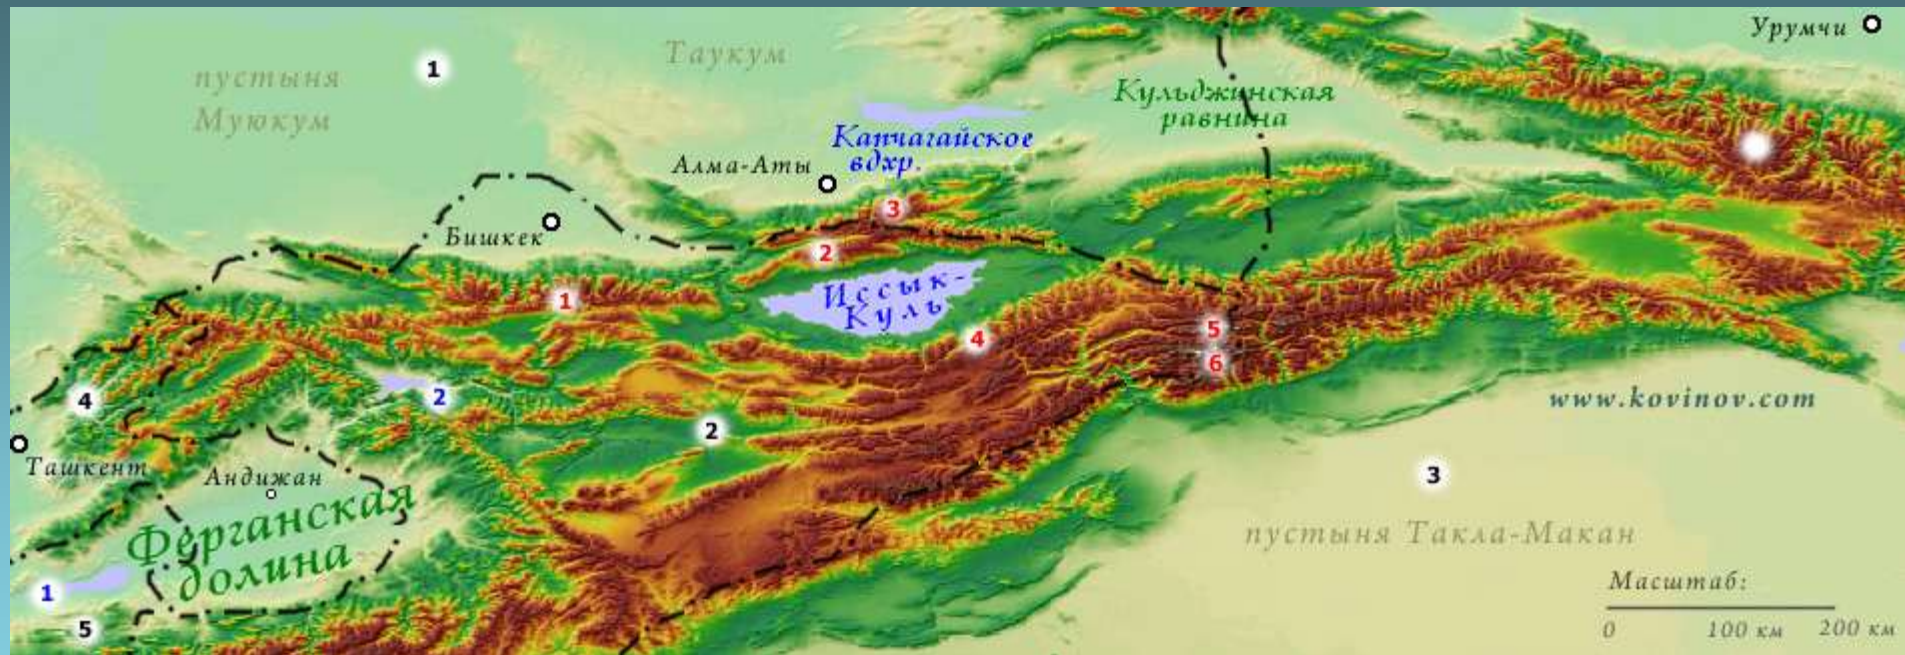 Урумчи
1
пустыня
Муюкум
Таукум
Кульджинская
равнина
Капчагайское
вдхр.
Алма-Аты
3
Бишкек
2
1
Иссык-
Куль
4
5
6
4
2
2
www.kovinov.com
Ташкент
Андижан
3
Ферганская
долина
пустыня Такла-Макан
1
5
Масштаб:
0 100 км 200 км